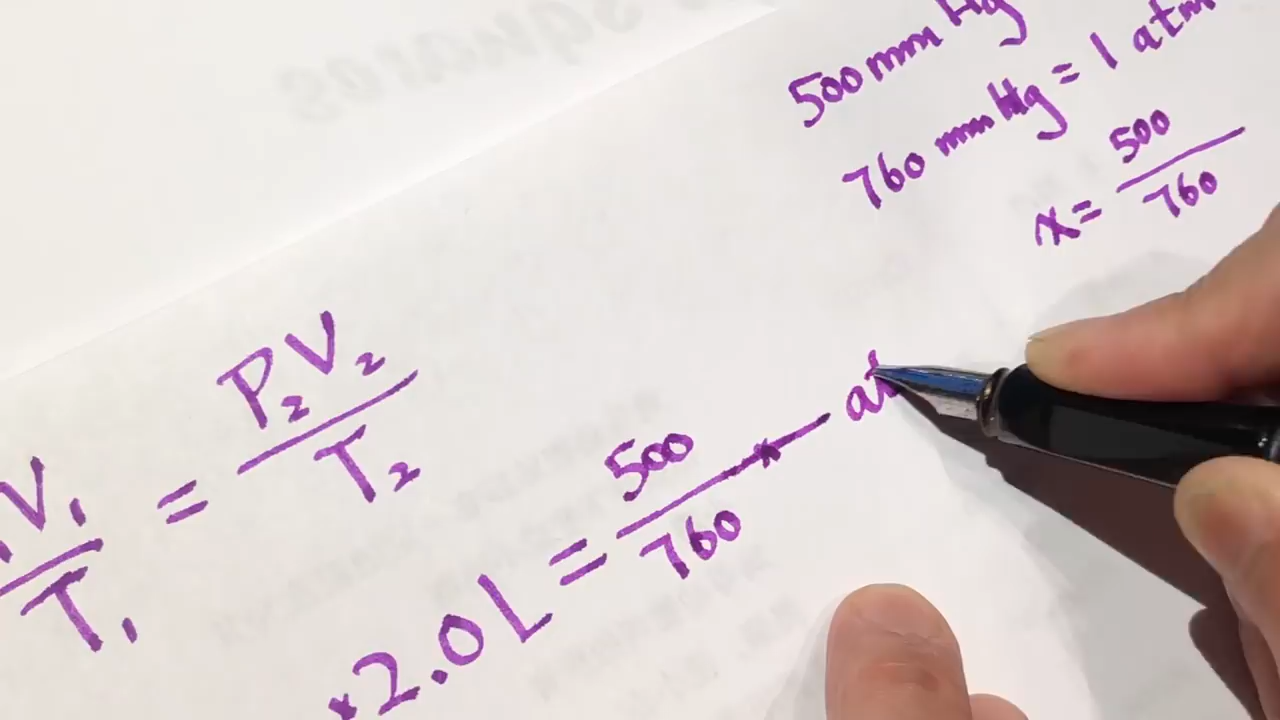 500 mm Hg
760 mm Hg = 1 atm
x = 500/760
V₁/T₁ = P₂V₂/T₂
x 2.0 L = 500/760 at